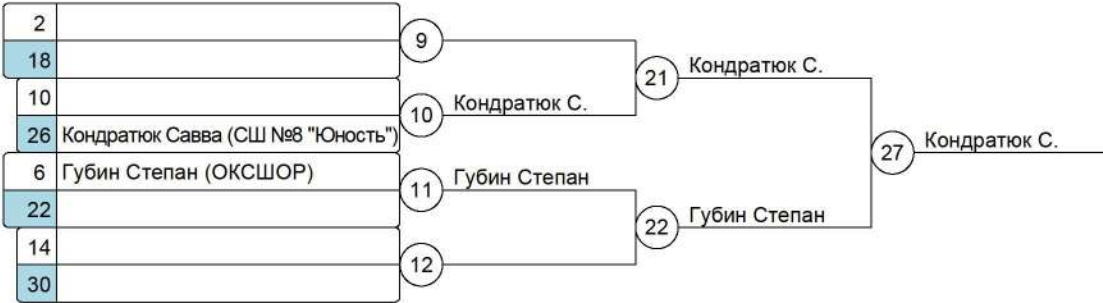 2
9
18
21
Кондратюк С.
10
10
Кондратюк С.
26
Кондратюк Савва (СШ №8 "Юность")
27
Кондратюк С.
6
Губин Степан (ОКСШОР)
11
Губин Степан
22
22
Губин Степан
14
12
30